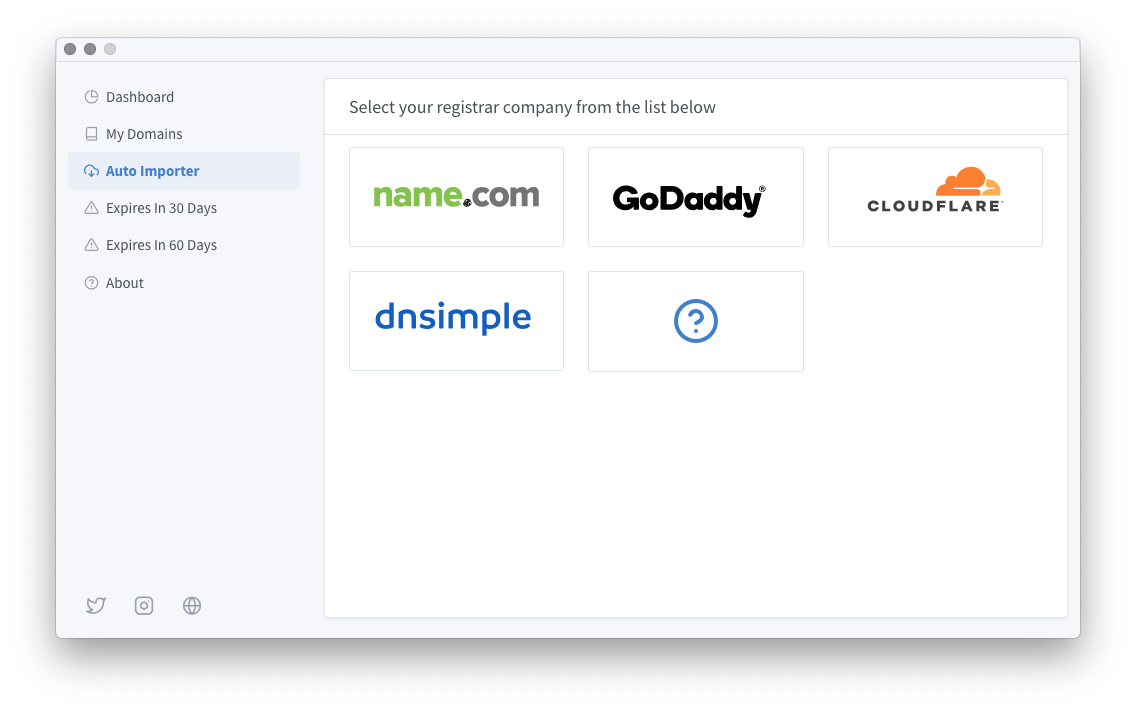 Dashboard
My Domains
Auto Importer
Expires In 30 Days
Expires In 60 Days
About
Select your registrar company from the list below
name.com
GoDaddy®
CLOUDFLARE
dnsimple
?